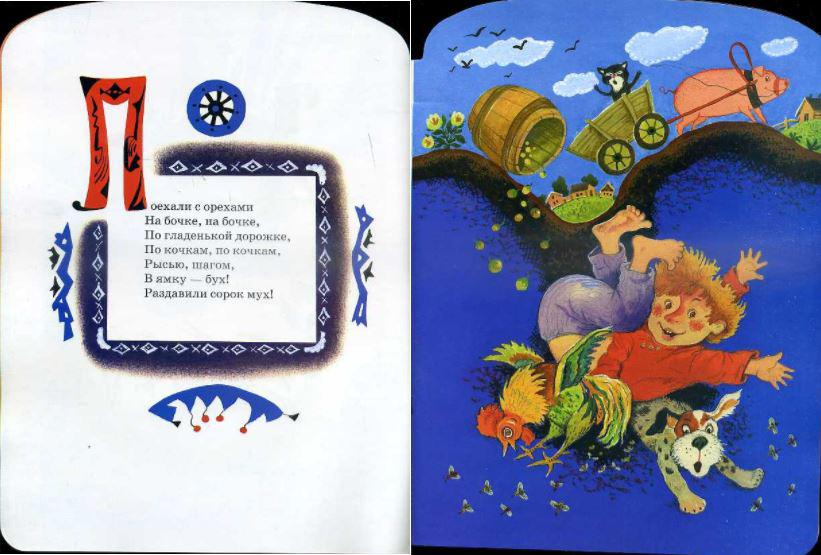 Поехали с орехами
На бочке, на бочке,
По гладенькой дорожке,
По кочкам, по кочкам,
Рысью, шагом,
В ямку — бух!
Раздавили сорок мух!